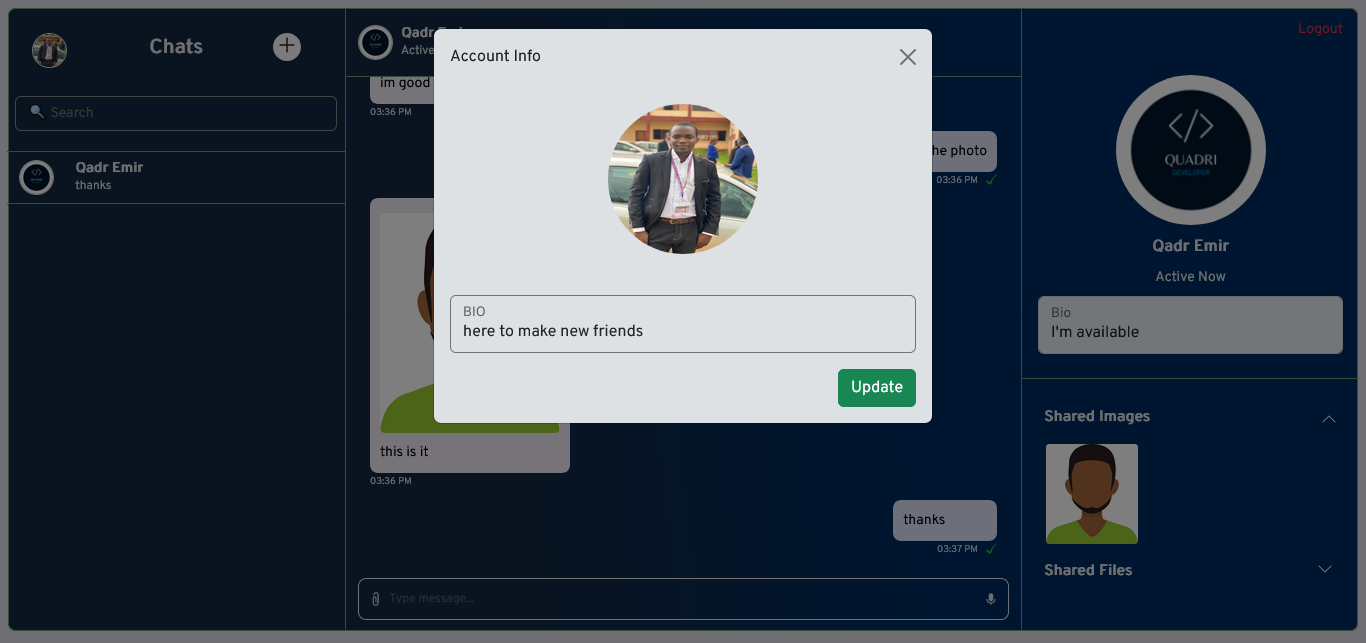 Chats
Search
Qadr Emir
thanks
Qadr
Active
im good
03:36 PM
he photo
03:36 PM
this is it
03:36 PM
thanks
03:37 PM
Type message...
Account Info
BIO
here to make new friends
Update
Logout
QUADRI
DEVELOPER
Qadr Emir
Active Now
Bio
I'm available
Shared Images
Shared Files